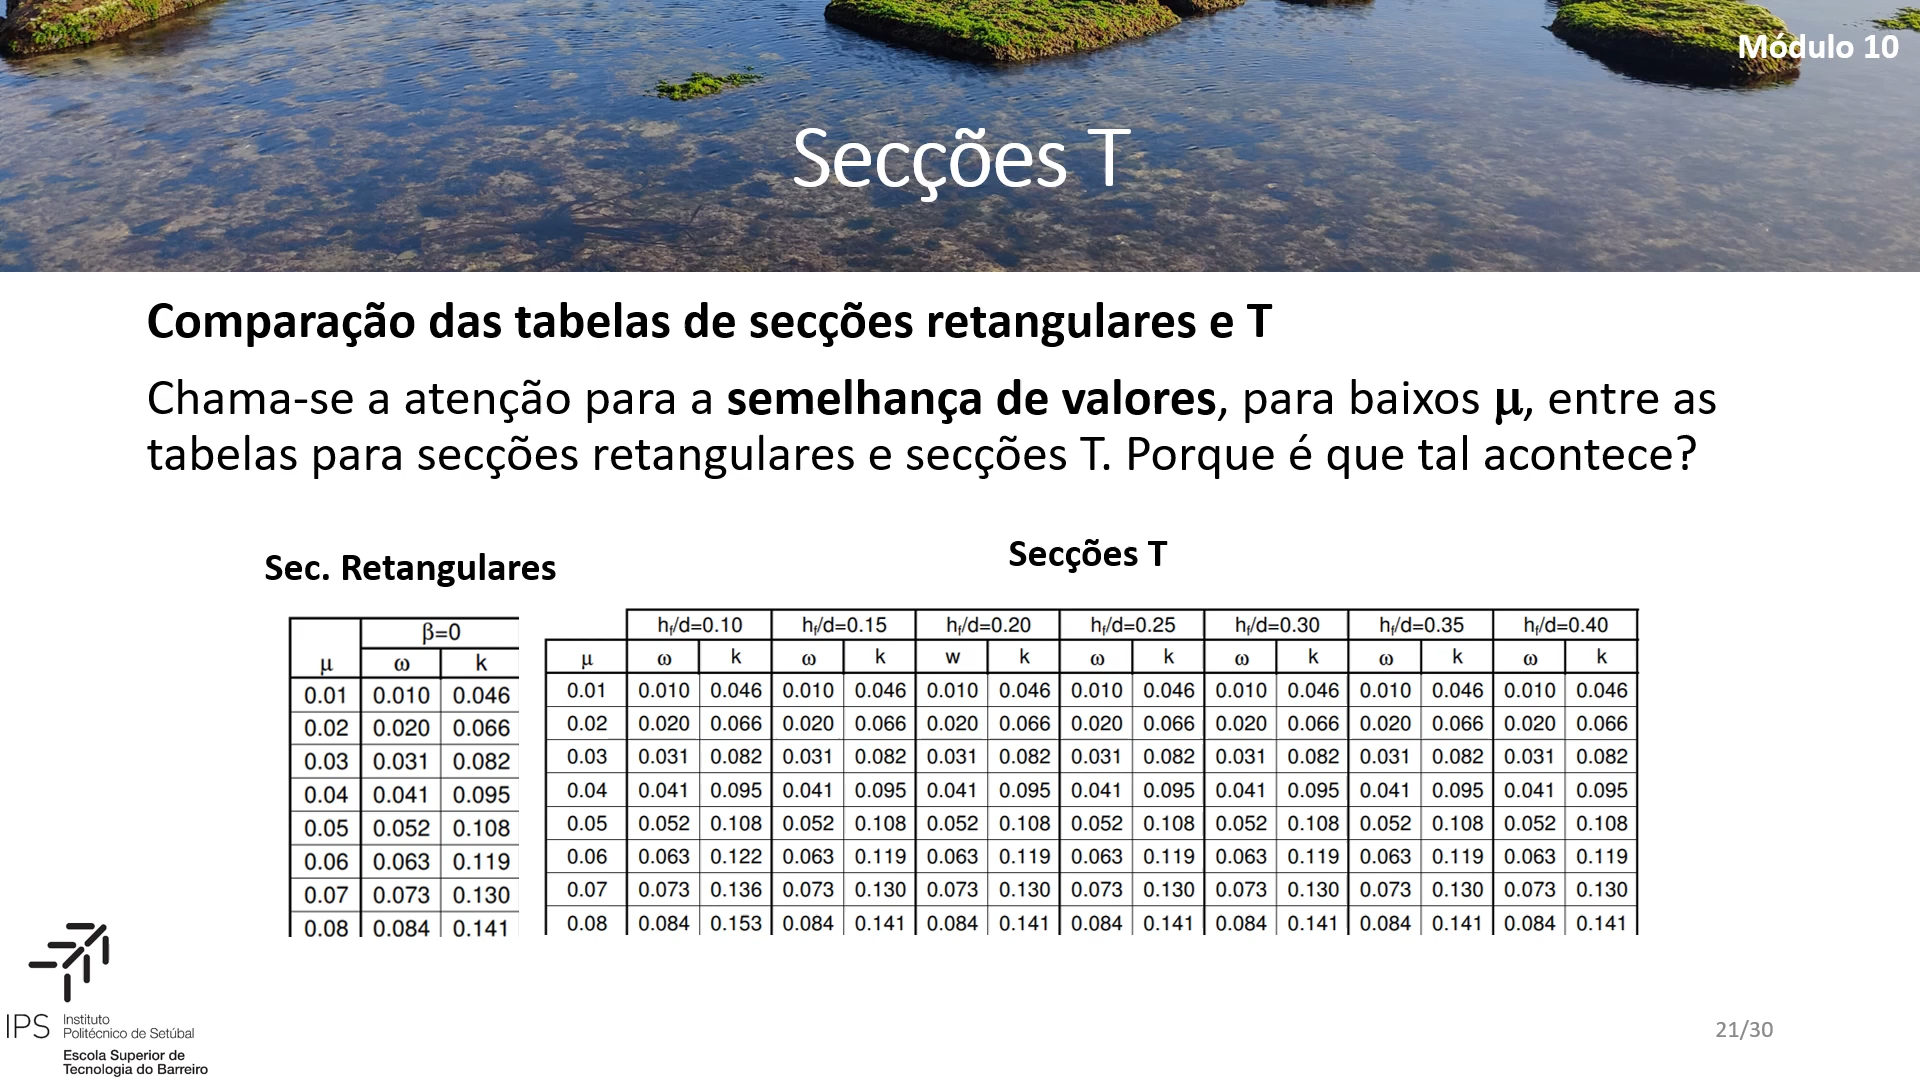 Módulo 10
Secções T
Comparação das tabelas de secções retangulares e T
Chama-se a atenção para a semelhança de valores, para baixos μ, entre as
tabelas para secções retangulares e secções T. Porque é que tal acontece?
Sec. Retangulares
β=0
μ ω k
0.01 0.010 0.046
0.02 0.020 0.066
0.03 0.031 0.082
0.04 0.041 0.095
0.05 0.052 0.108
0.06 0.063 0.119
0.07 0.073 0.130
0.08 0.084 0.141
Secções T
hf/d=0.10 hf/d=0.15 hf/d=0.20 hf/d=0.25 hf/d=0.30 hf/d=0.35 hf/d=0.40
μ ω k ω k w k ω k ω k ω k ω k
0.01 0.010 0.046 0.010 0.046 0.010 0.046 0.010 0.046 0.010 0.046 0.010 0.046 0.010 0.046
0.02 0.020 0.066 0.020 0.066 0.020 0.066 0.020 0.066 0.020 0.066 0.020 0.066 0.020 0.066
0.03 0.031 0.082 0.031 0.082 0.031 0.082 0.031 0.082 0.031 0.082 0.031 0.082 0.031 0.082
0.04 0.041 0.095 0.041 0.095 0.041 0.095 0.041 0.095 0.041 0.095 0.041 0.095 0.041 0.095
0.05 0.052 0.108 0.052 0.108 0.052 0.108 0.052 0.108 0.052 0.108 0.052 0.108 0.052 0.108
0.06 0.063 0.122 0.063 0.119 0.063 0.119 0.063 0.119 0.063 0.119 0.063 0.119 0.063 0.119
0.07 0.073 0.136 0.073 0.130 0.073 0.130 0.073 0.130 0.073 0.130 0.073 0.130 0.073 0.130
0.08 0.084 0.153 0.084 0.141 0.084 0.141 0.084 0.141 0.084 0.141 0.084 0.141 0.084 0.141
IPS Instituto
Politécnico de Setúbal
Escola Superior de
Tecnologia do Barreiro
21/30